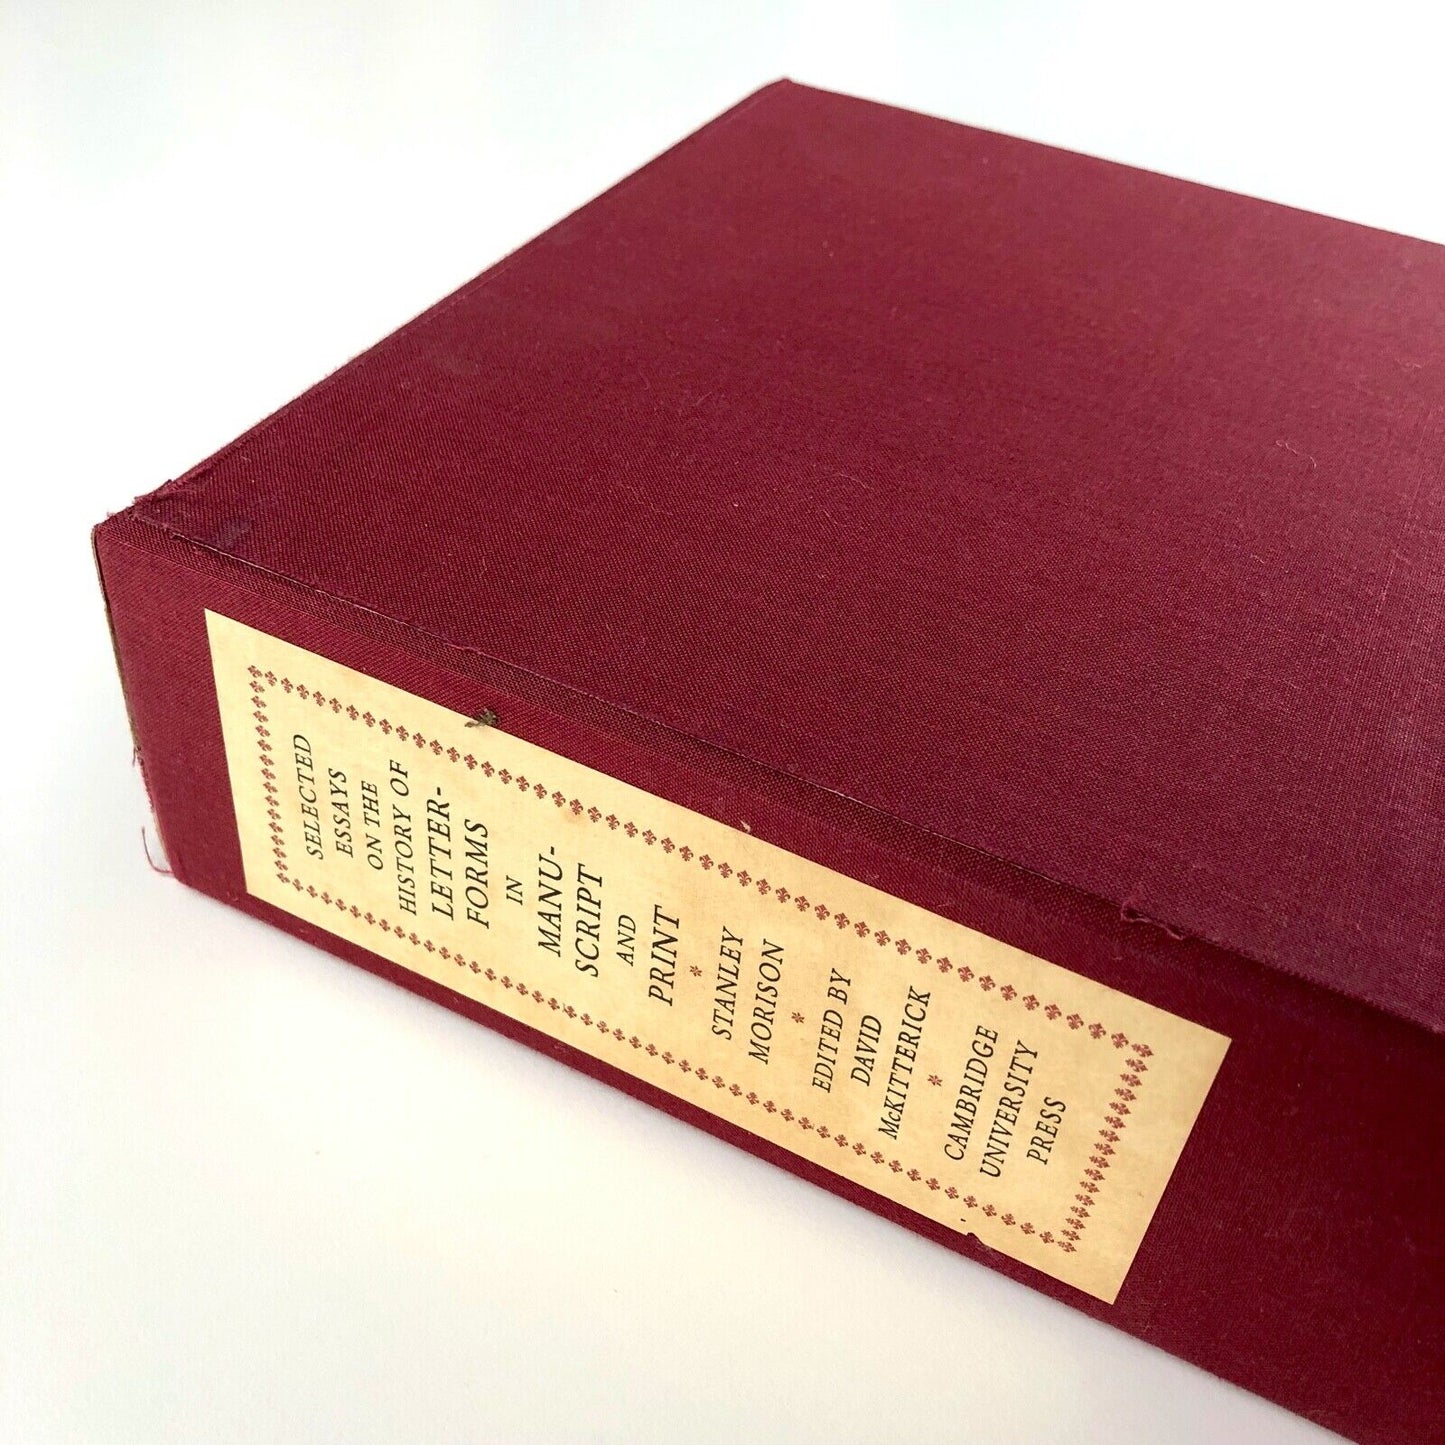 SELECTED
ESSAYS
ON THE
HISTORY OF
LETTER-
FORMS
IN
MANU-
SCRIPT
AND
PRINT
*
STANLEY
MORISON
*
EDITED BY
DAVID
McKITTERICK
*
CAMBRIDGE
UNIVERSITY
PRESS